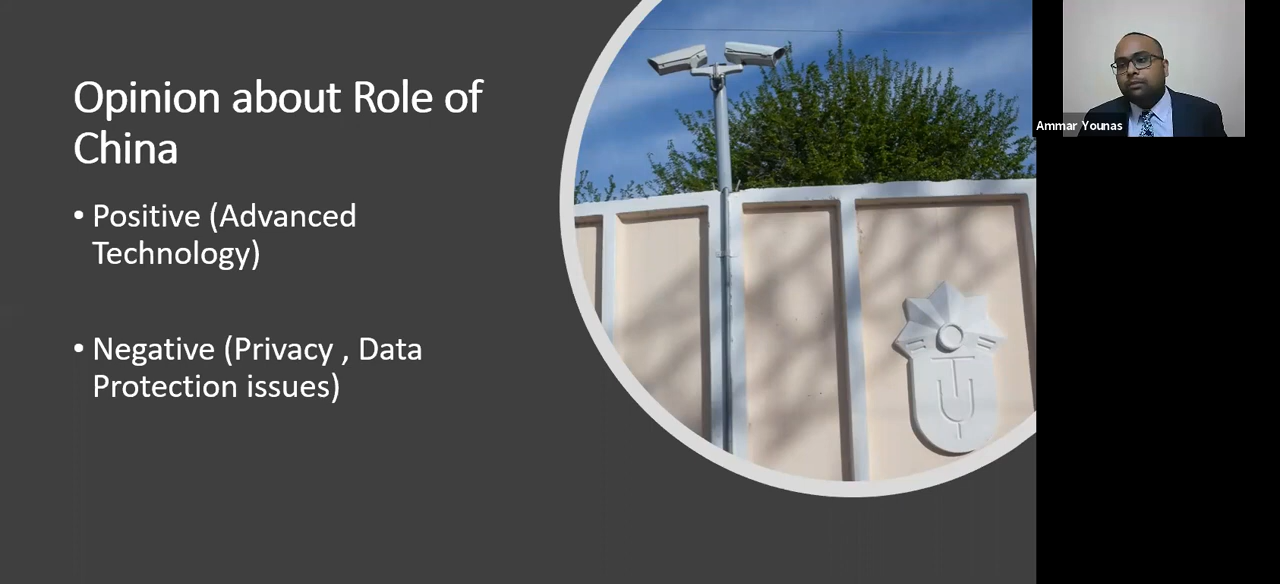 Opinion about Role of
China
• Positive (Advanced
Technology)
• Negative (Privacy , Data
Protection issues)
Ammar Younas